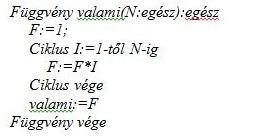 Függvény valami(N:egész):egész
F:=1;
Ciklus I:=1-től N-ig
F:=F*I
Ciklus vége
valami:=F
Függvény vége